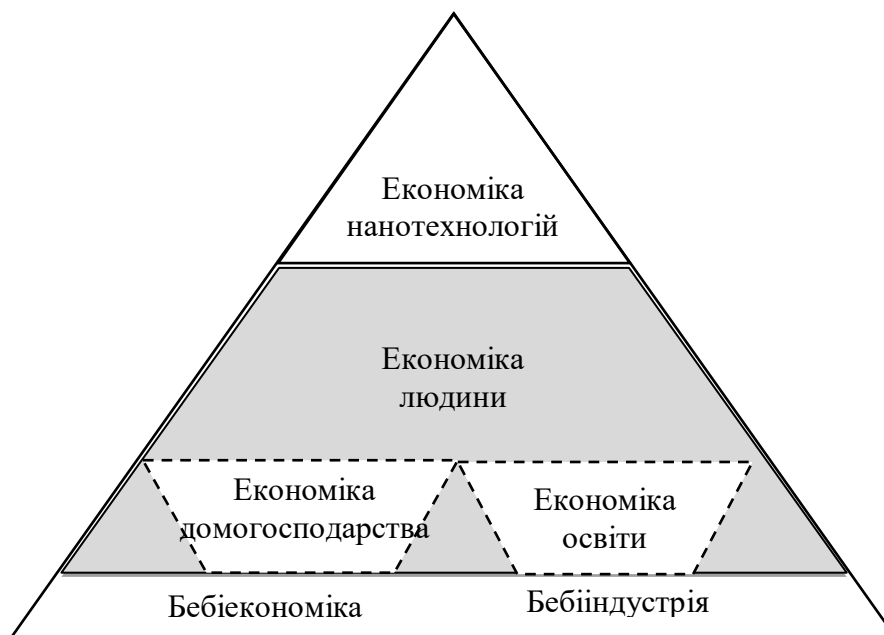 Економіка
нанотехнологій
Економіка
людини
Економіка
домогосподарства
Економіка
освіти
Бебіекономіка
Бебііндустрія